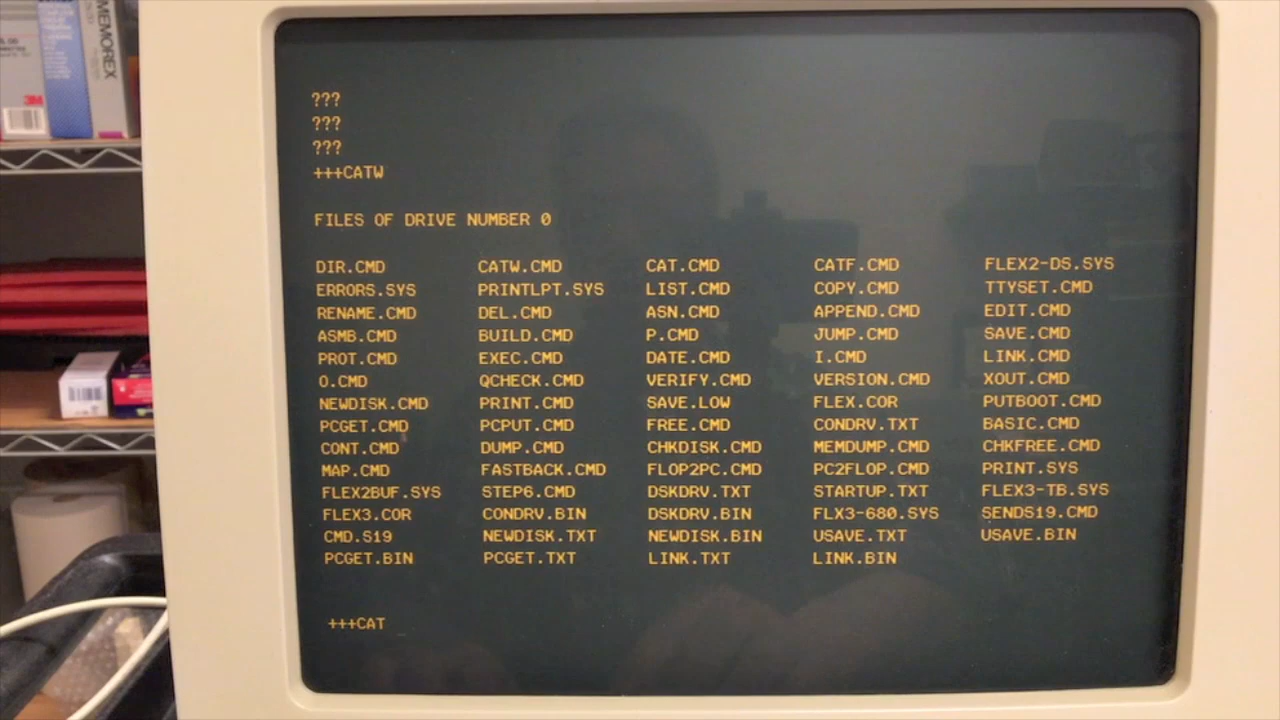 MEMOREX
3M
???
???
???
+++CATW
FILES OF DRIVE NUMBER 0
DIR.CMD CATW.CMD CAT.CMD CATF.CMD FLEX2-DS.SYS
ERRORS.SYS PRINTLPT.SYS LIST.CMD COPY.CMD TTYSET.CMD
RENAME.CMD DEL.CMD ASN.CMD APPEND.CMD EDIT.CMD
ASMB.CMD BUILD.CMD P.CMD JUMP.CMD SAVE.CMD
PROT.CMD EXEC.CMD DATE.CMD I.CMD LINK.CMD
O.CMD QCHECK.CMD VERIFY.CMD VERSION.CMD XOUT.CMD
NEWDISK.CMD PRINT.CMD SAVE.LOW FLEX.COR PUTBOOT.CMD
PCGET.CMD PCPUT.CMD FREE.CMD CONDRV.TXT BASIC.CMD
CONT.CMD DUMP.CMD CHKDISK.CMD MEMDUMP.CMD CHKFREE.CMD
MAP.CMD FASTBACK.CMD FLOP2PC.CMD PC2FLOP.CMD PRINT.SYS
FLEX2BUF.SYS STEP6.CMD DSKDRV.TXT STARTUP.TXT FLEX3-TB.SYS
FLEX3.COR CONDRV.BIN DSKDRV.BIN FLX3-680.SYS SENDS19.CMD
CMD.S19 NEWDISK.TXT NEWDISK.BIN USAVE.TXT USAVE.BIN
PCGET.BIN PCGET.TXT LINK.TXT LINK.BIN
+++CAT